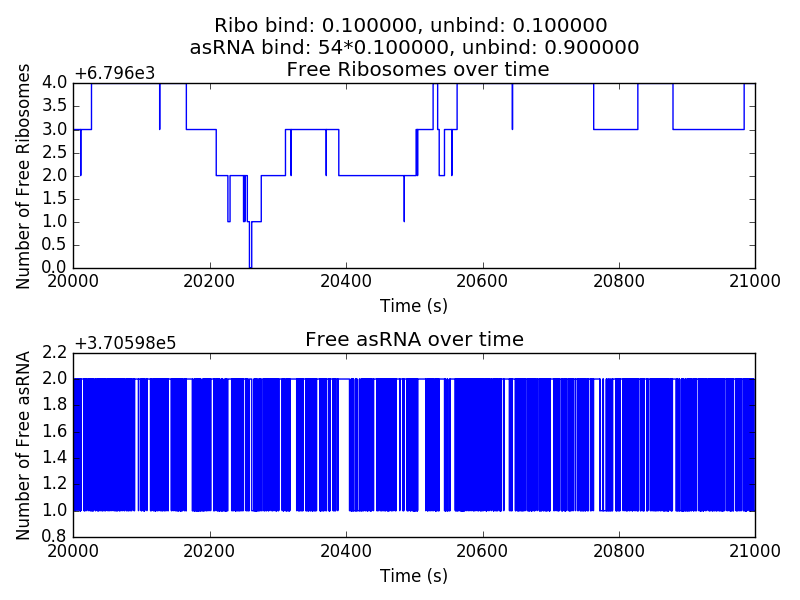 Ribo bind: 0.100000, unbind: 0.100000
asRNA bind: 54*0.100000, unbind: 0.900000
Free Ribosomes over time
+6.796e3
Number of Free Ribosomes
4.0
3.5
3.0
2.5
2.0
1.5
1.0
0.5
0.0
20000 20200 20400 20600 20800 21000
Time (s)
Free asRNA over time
+3.70598e5
Number of Free asRNA
2.2
2.0
1.8
1.6
1.4
1.2
1.0
0.8
20000 20200 20400 20600 20800 21000
Time (s)